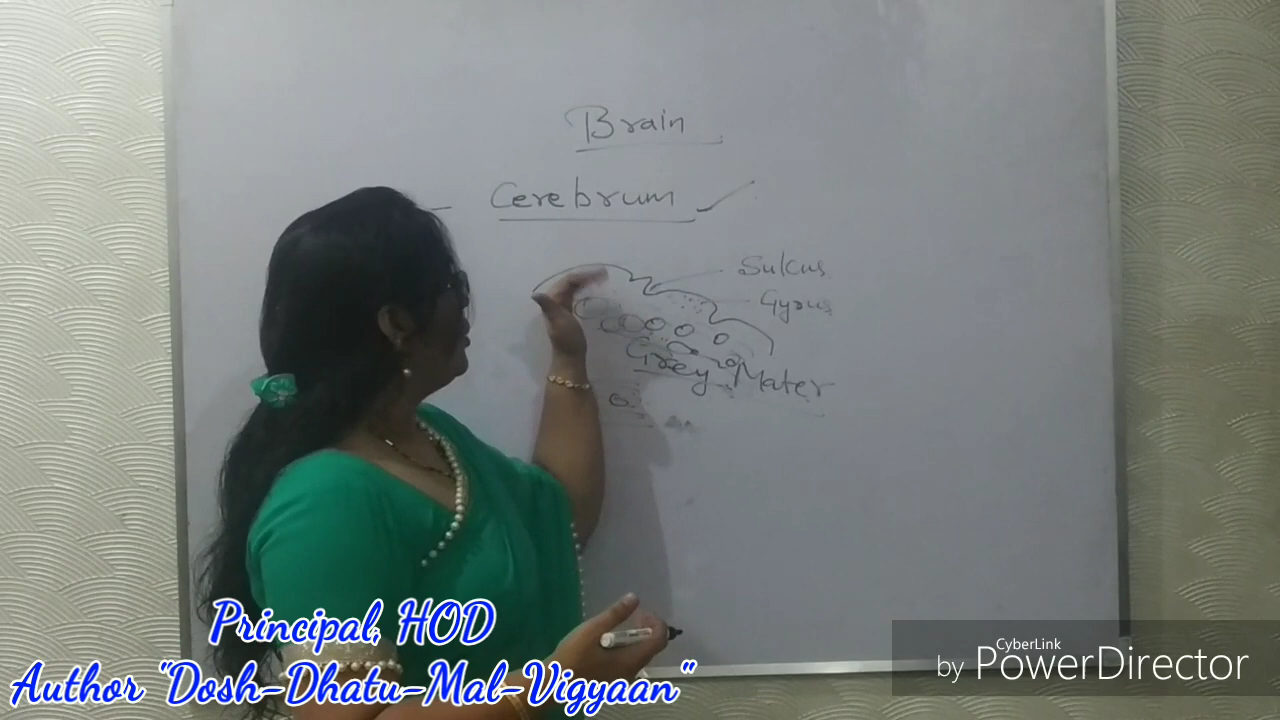 Brain
Cerebrum
Sulcus
Gyrus
Grey Mater
Principal, HOD
Author "Dosh-Dhatu-Mal-Vigyaan"
CyberLink
by PowerDirector